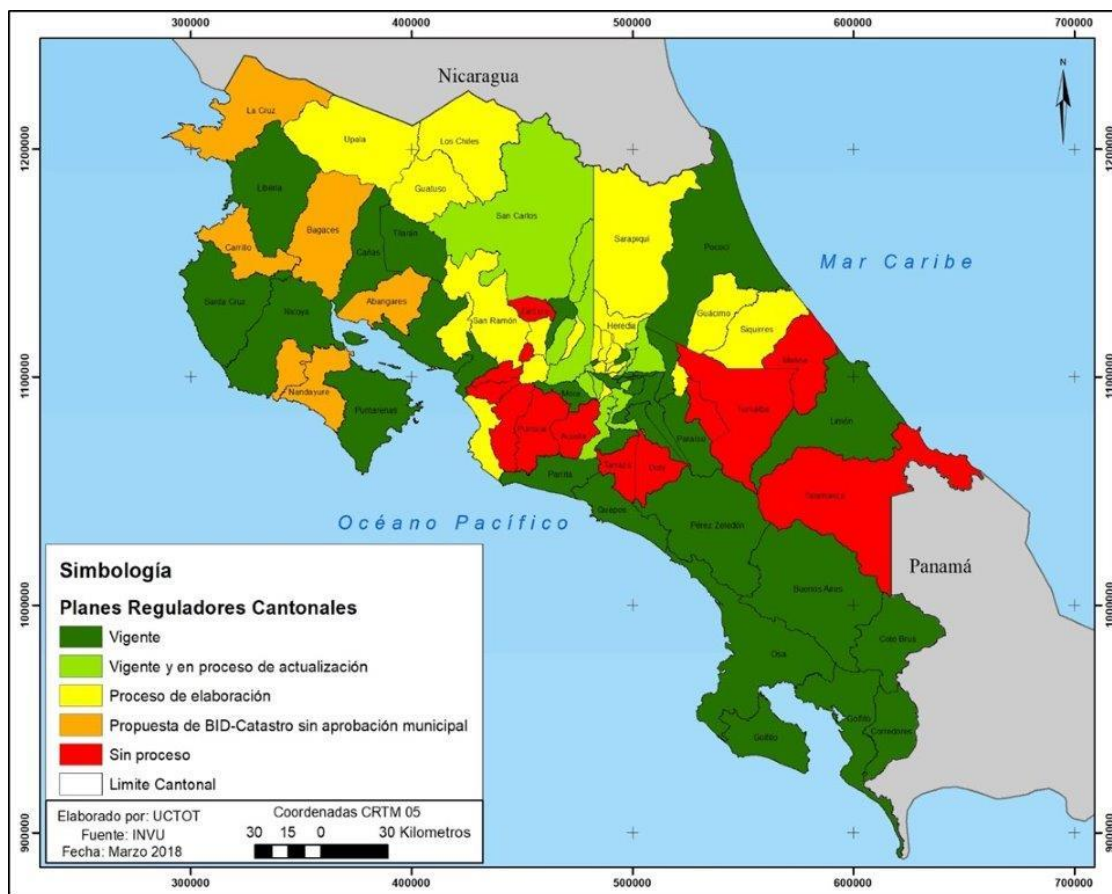 300000 400000 500000 600000 700000
N
Nicaragua
La Cruz
Upala
Los Chiles
1200000 1200000
Liberia
Guatuso
San Carlos
Bagaces
Tilarán
Sarapiquí
Pococí
Carrillo
Cañas
Mar Caribe
Abangares
Santa Cruz
Nicoya
San Ramón
Zarcero
Heredia
Guácimo
Siquirres
Matina
1100000 1100000
Nandayure
Mora
Puntarenas
Puriscal
Acosta
Paraíso
Turrialba
Limón
Tarrazú
Dota
Parrita
Talamanca
Quepos
Océano Pacífico
Pérez Zeledón
Panamá
Buenos Aires
1000000 1000000
Coto Brus
Osa
Golfito
Golfito
Corredores
900000 900000
Simbología
Planes Reguladores Cantonales
Vigente
Vigente y en proceso de actualización
Proceso de elaboración
Propuesta de BID-Catastro sin aprobación municipal
Sin proceso
Limite Cantonal
Elaborado por: UCTOT
Fuente: INVU
Fecha: Marzo 2018
Coordenadas CRTM 05
30 15 0 30 Kilometros
300000 400000 500000 600000 700000